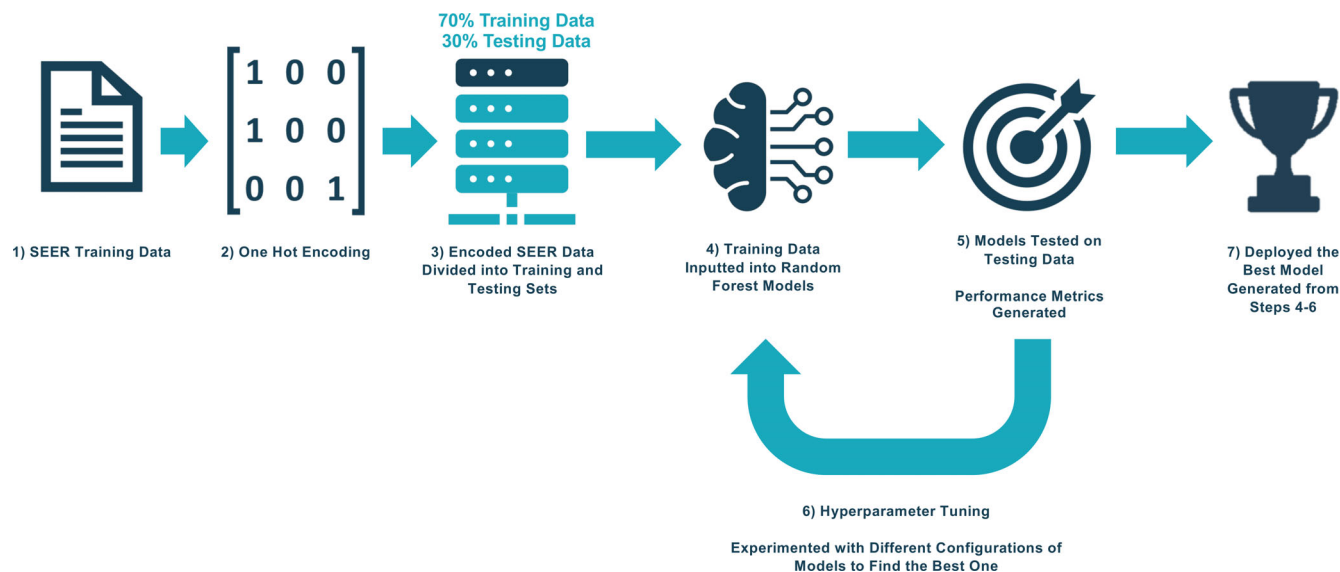 70% Training Data
30% Testing Data
1 0 0
1 0 0
0 0 1
1) SEER Training Data
2) One Hot Encoding
3) Encoded SEER Data
Divided into Training and
Testing Sets
4) Training Data
Inputted into Random
Forest Models
5) Models Tested on
Testing Data
Performance Metrics
Generated
7) Deployed the
Best Model
Generated from
Steps 4-6
6) Hyperparameter Tuning
Experimented with Different Configurations of
Models to Find the Best One